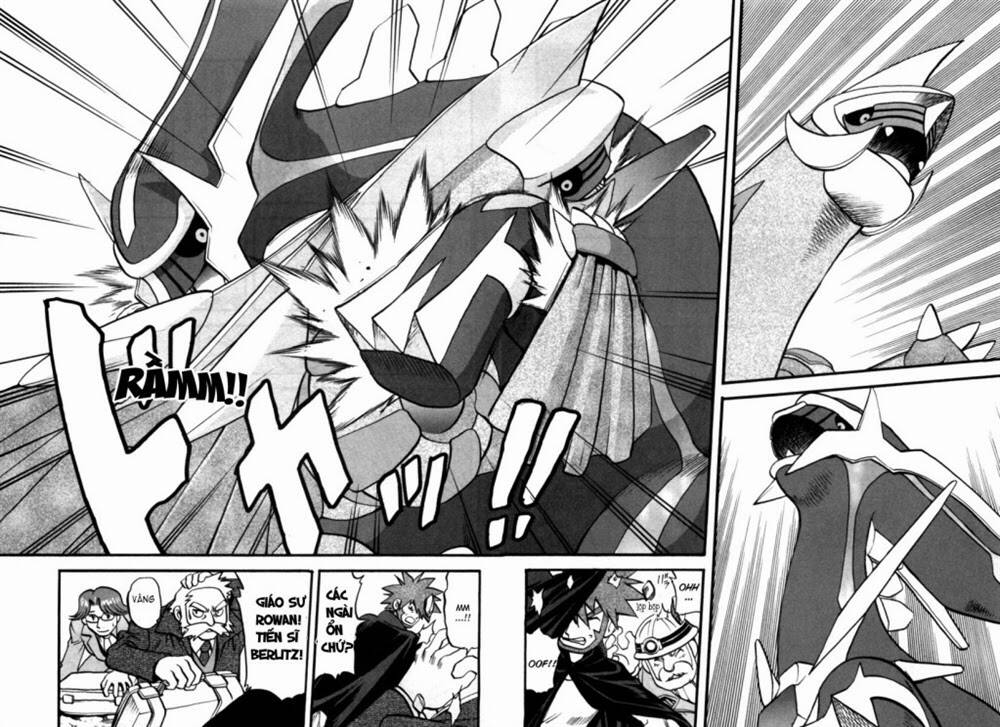 ドガッ!!
RẦMM!!
OHH
...
!!"
lộp bộp
OOF!!
MM
...!!
CÁC
NGÀI
ỔN
CHỨ?
GIÁO SƯ
ROWAN!
TIẾN SĨ
BERLITZ!
VÂNG